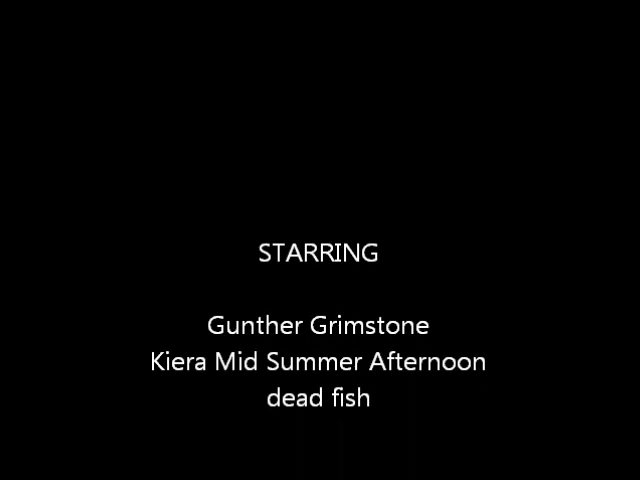 STARRING
Gunther Grimstone
Kiera Mid Summer Afternoon
dead fish